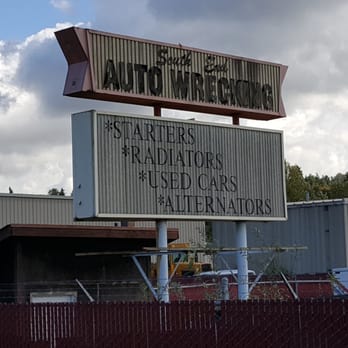 South End
AUTO WRECKING
*STARTERS
*RADIATORS
*USED CARS
*ALTERNATORS